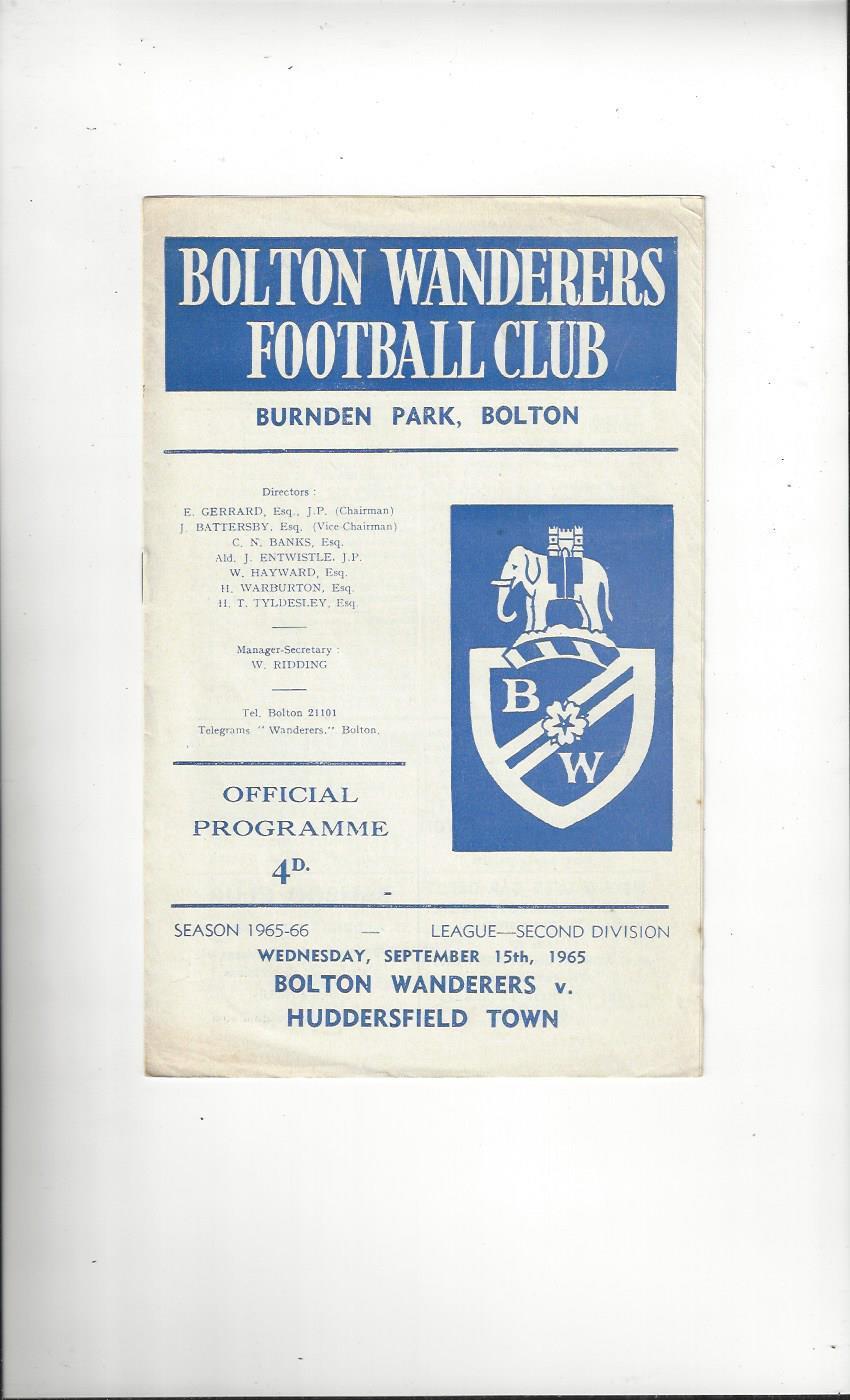 BOLTON WANDERERS
FOOTBALL CLUB
BURNDEN PARK, BOLTON
Directors :
E. GERRARD, Esq., J.P. (Chairman)
J. BATTERSBY, Esq. (Vice-Chairman)
C. N. BANKS, Esq.
Ald. J. ENTWISTLE, J.P.
W. HAYWARD, Esq.
H. WARBURTON, Esq.
H. T. TYLDESLEY, Esq.
Manager-Secretary :
W. RIDDING
Tel. Bolton 21101
Telegrams "Wanderers," Bolton.
B
W
OFFICIAL
PROGRAMME
4D.
SEASON 1965-66 — LEAGUE—SECOND DIVISION
WEDNESDAY, SEPTEMBER 15th, 1965
BOLTON WANDERERS v.
HUDDERSFIELD TOWN